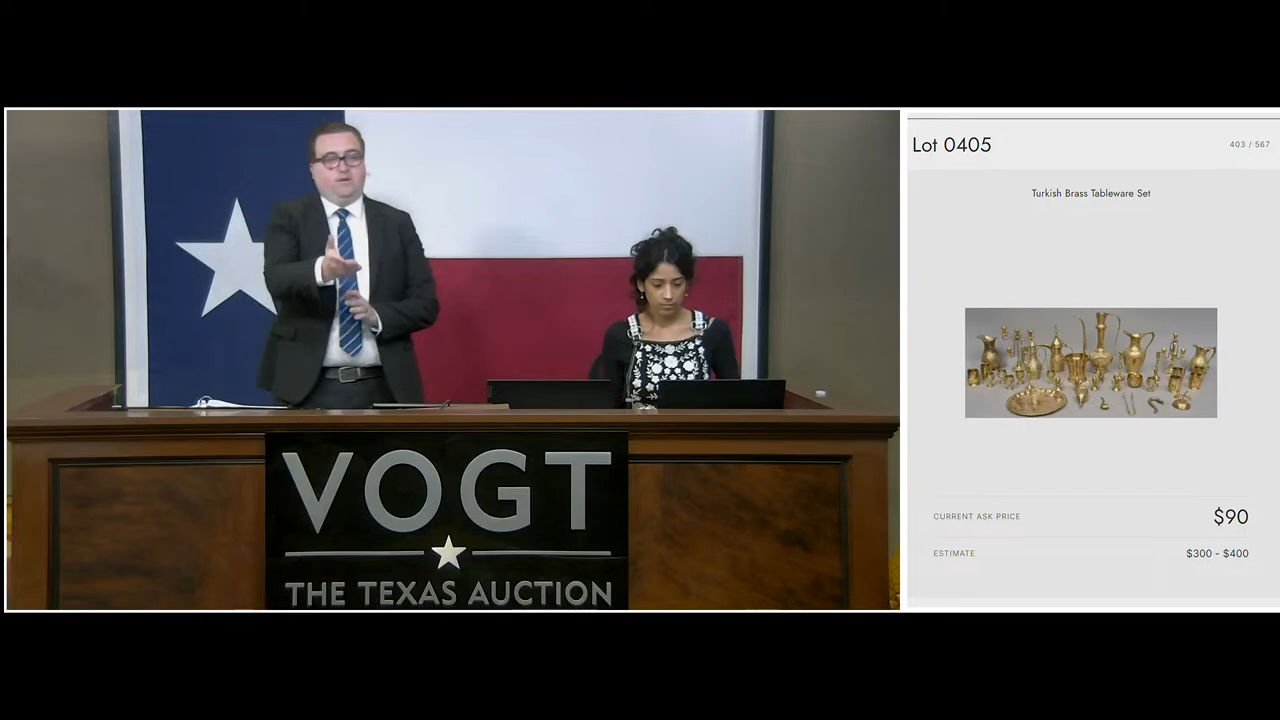 VOGT
THE TEXAS AUCTION
Lot 0405
403 / 567
Turkish Brass Tableware Set
CURRENT ASK PRICE
$90
ESTIMATE
$300 - $400